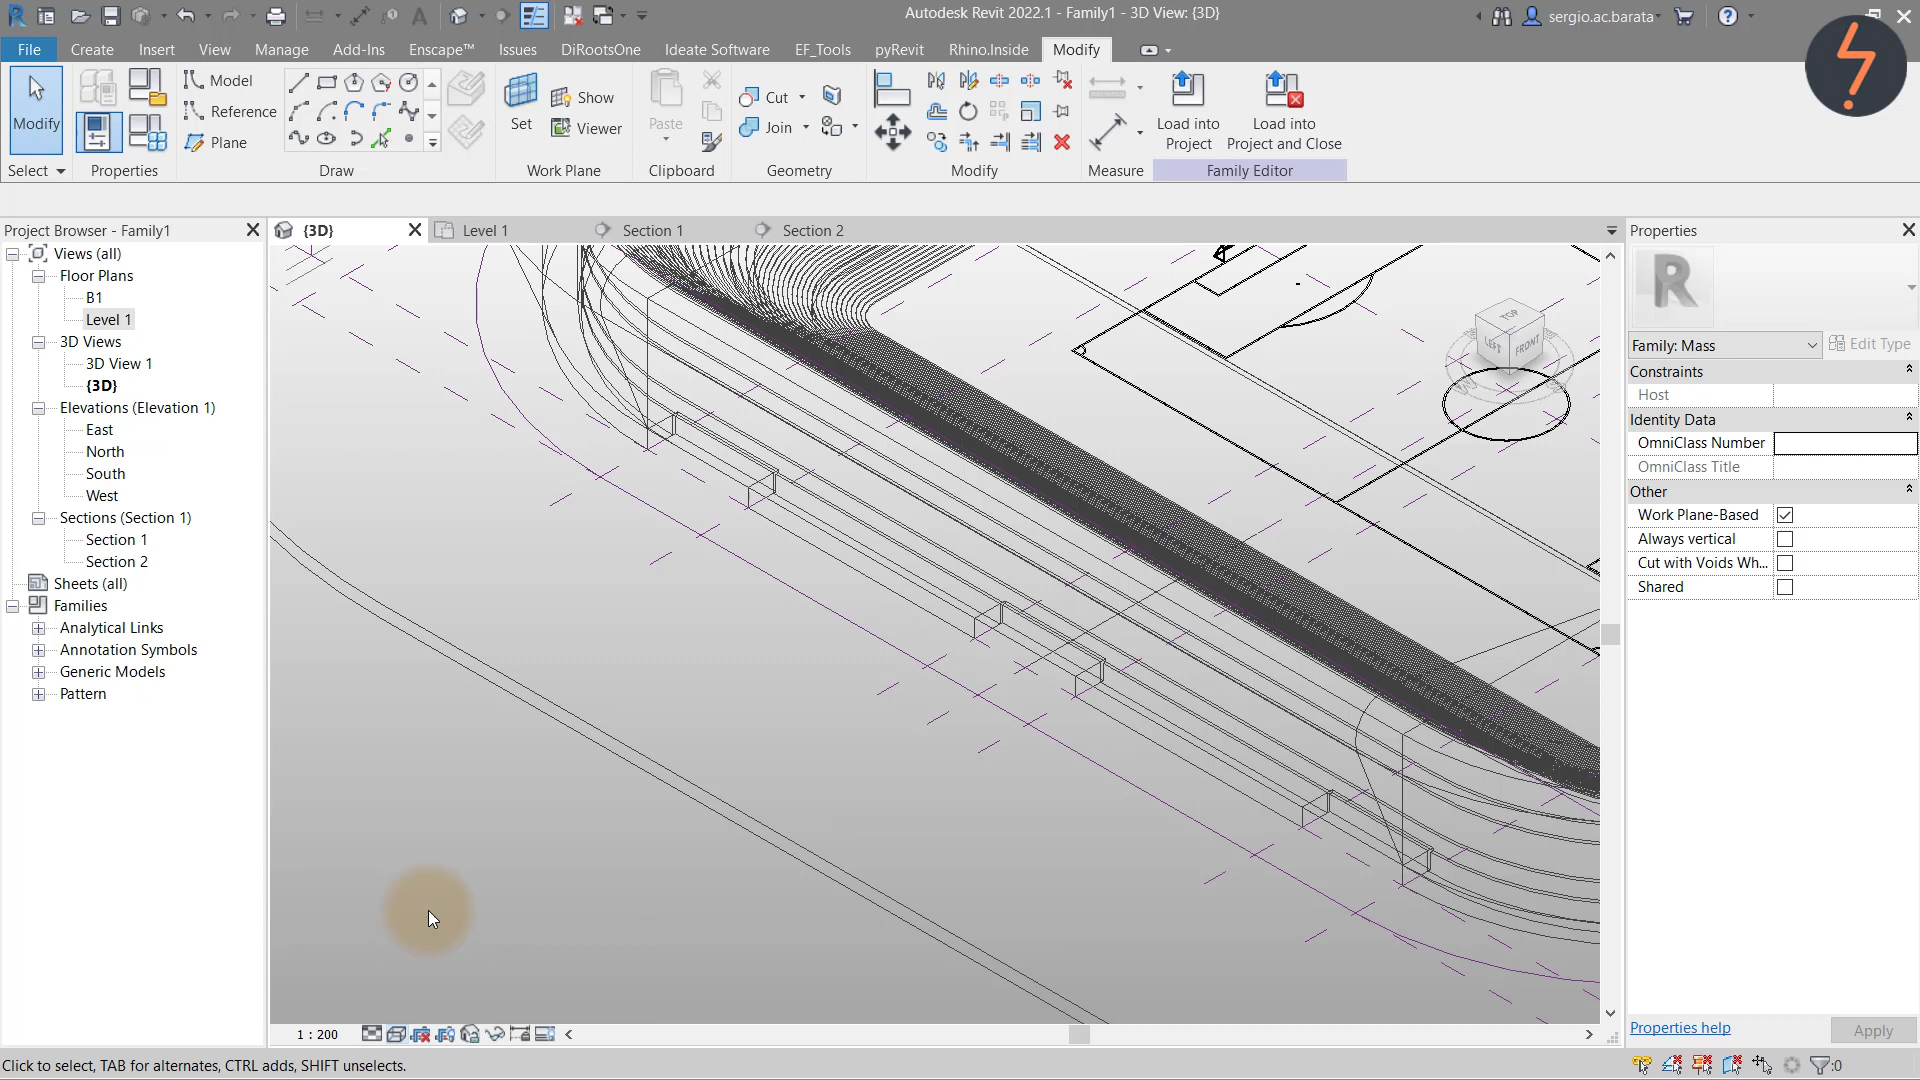 Autodesk Revit 2022.1 - Family1 - 3D View: {3D}
sergio.ac.barata
File
Create
Insert
View
Manage
Add-Ins
Enscape™
Issues
DiRootsOne
Ideate Software
EF_Tools
pyRevit
Rhino.Inside
Modify
Modify
Select
Properties
Model
Reference
Plane
Draw
Set
Show
Viewer
Work Plane
Paste
Clipboard
Cut
Join
Geometry
Modify
Measure
Load into
Project
Load into
Project and Close
Family Editor
Project Browser - Family1
Views (all)
Floor Plans
B1
Level 1
3D Views
3D View 1
{3D}
Elevations (Elevation 1)
East
North
South
West
Sections (Section 1)
Section 1
Section 2
Sheets (all)
Families
Analytical Links
Annotation Symbols
Generic Models
Pattern
{3D}
Level 1
Section 1
Section 2
TOP
LEFT
FRONT
1 : 200
Properties
R
Family: Mass
Edit Type
Constraints
Host
Identity Data
OmniClass Number
OmniClass Title
Other
Work Plane-Based
Always vertical
Cut with Voids Wh...
Shared
Properties help
Apply
Click to select, TAB for alternates, CTRL adds, SHIFT unselects.
:0